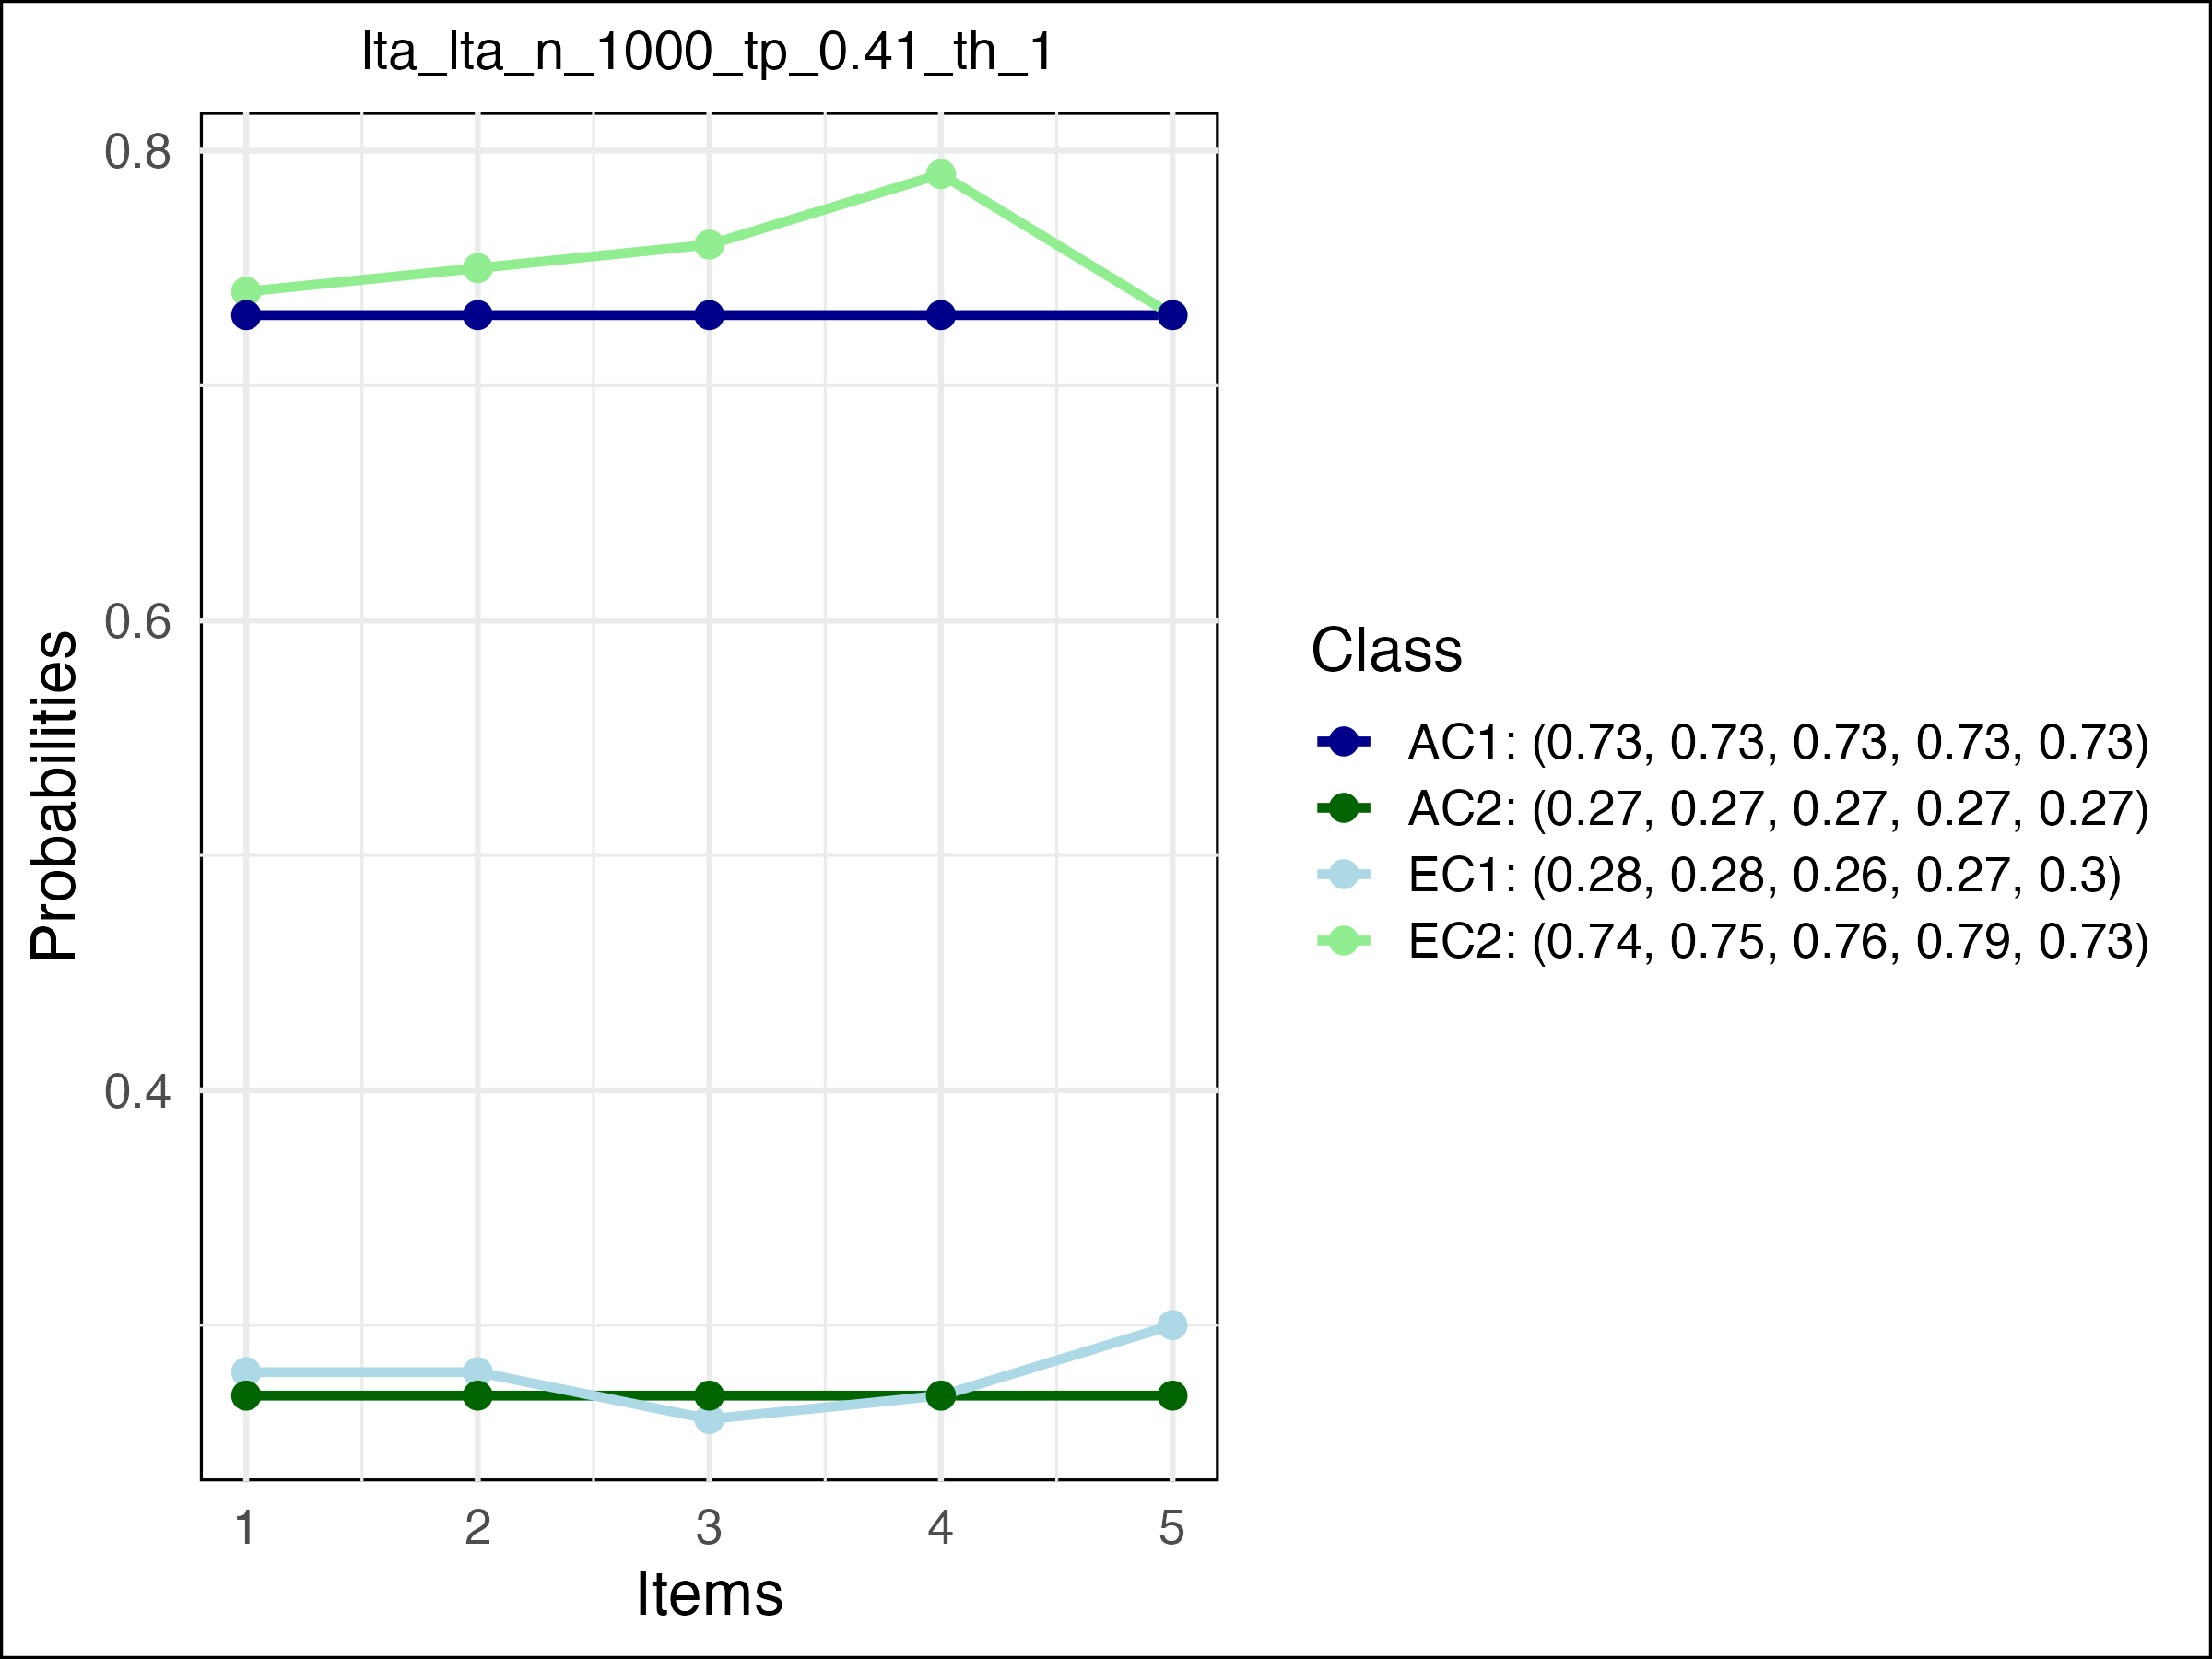 lta_lta_n_1000_tp_0.41_th_1
0.8
0.6
0.4
Probabilities
1 2 3 4 5
Items
Class
AC1: (0.73, 0.73, 0.73, 0.73, 0.73)
AC2: (0.27, 0.27, 0.27, 0.27, 0.27)
EC1: (0.28, 0.28, 0.26, 0.27, 0.3)
EC2: (0.74, 0.75, 0.76, 0.79, 0.73)